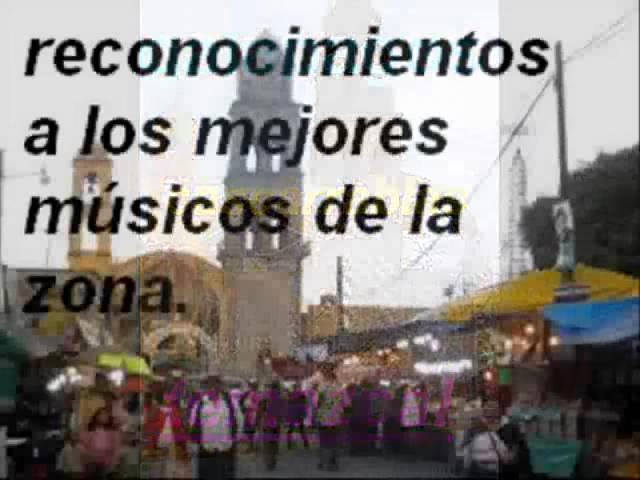 reconocimientos
a los mejores
músicos de la
zona.